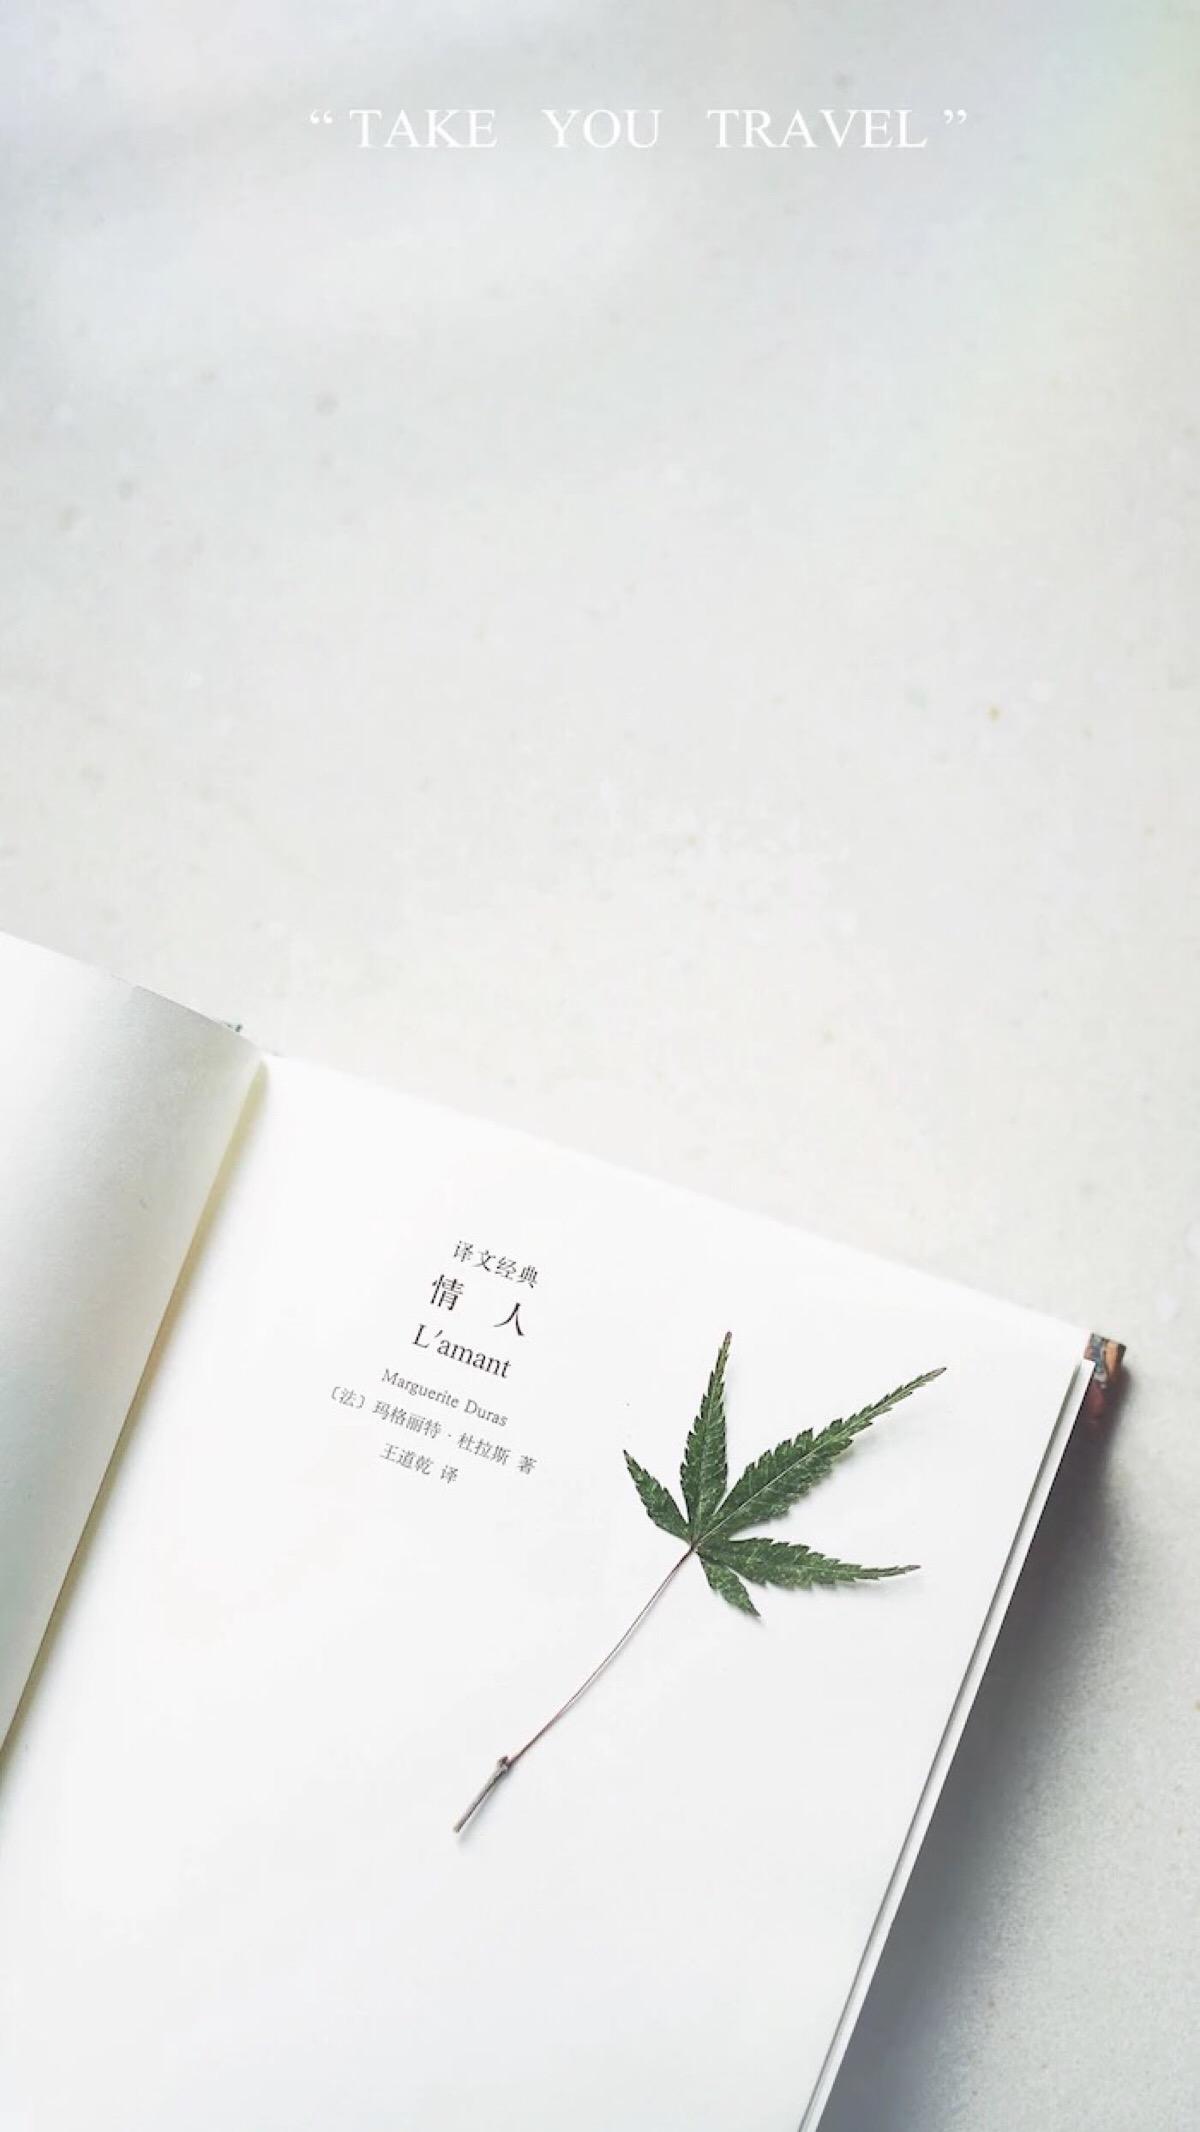 “TAKE YOU TRAVEL”
译文经典
情 人
L'amant
Marguerite Duras
〔法〕玛格丽特·杜拉斯 著
王道乾 译